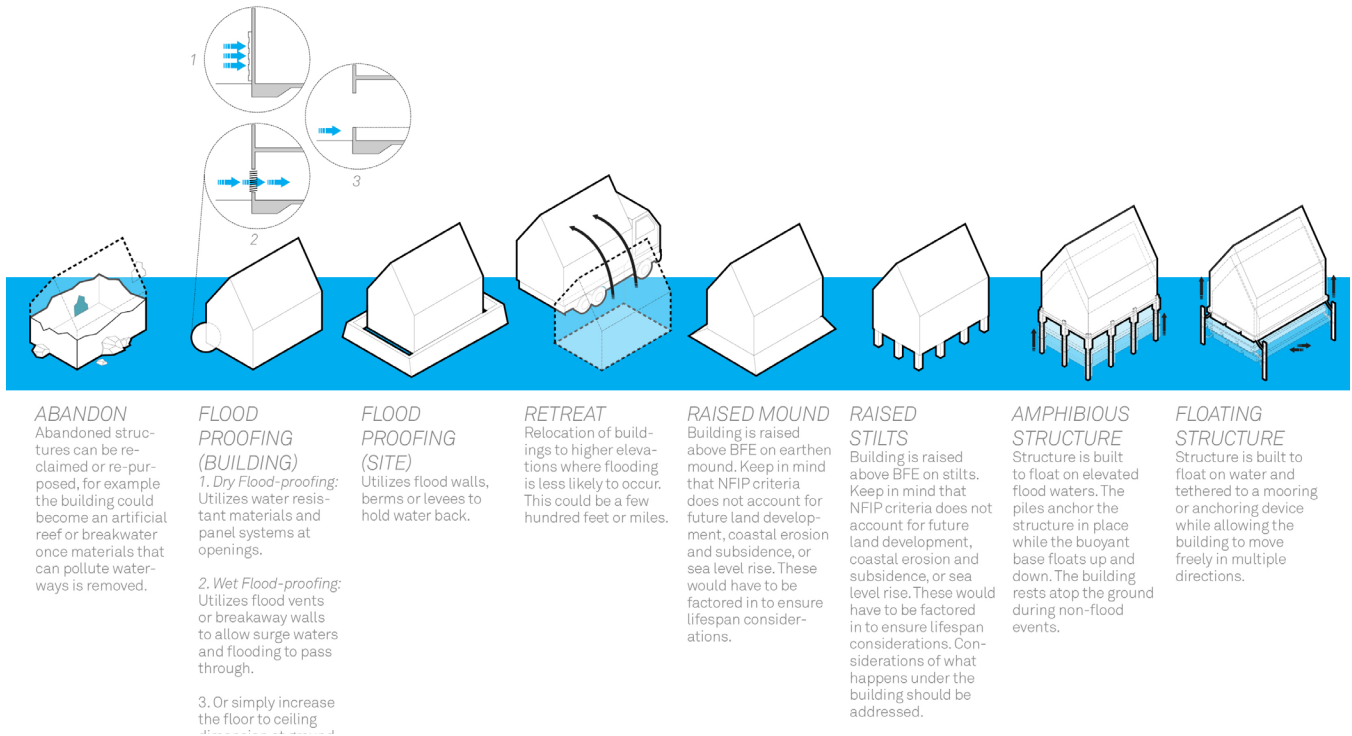 1
2
3
ABANDON
Abandoned struc-
tures can be re-
claimed or re-pur-
posed, for example
the building could
become an artificial
reef or breakwater
once materials that
can pollute water-
ways is removed.
FLOOD
PROOFING
(BUILDING)
1. Dry Flood-proofing:
Utilizes water resis-
tant materials and
panel systems at
openings.
2. Wet Flood-proofing:
Utilizes flood vents
or breakaway walls
to allow surge waters
and flooding to pass
through.
3. Or simply increase
the floor to ceiling
dimension at ground
FLOOD
PROOFING
(SITE)
Utilizes flood walls,
berms or levees to
hold water back.
RETREAT
Relocation of build-
ings to higher eleva-
tions where flooding
is less likely to occur.
This could be a few
hundred feet or miles.
RAISED MOUND
Building is raised
above BFE on earthen
mound. Keep in mind
that NFIP criteria
does not account for
future land develop-
ment, coastal erosion
and subsidence, or
sea level rise. These
would have to be
factored in to ensure
lifespan consider-
ations.
RAISED
STILTS
Building is raised
above BFE on stilts.
Keep in mind that
NFIP criteria does not
account for future
land development,
coastal erosion and
subsidence, or sea
level rise. These would
have to be factored
in to ensure lifespan
considerations. Con-
siderations of what
happens under the
building should be
addressed.
AMPHIBIOUS
STRUCTURE
Structure is built
to float on elevated
flood waters. The
piles anchor the
structure in place
while the buoyant
base floats up and
down. The building
rests atop the ground
during non-flood
events.
FLOATING
STRUCTURE
Structure is built to
float on water and
tethered to a mooring
or anchoring device
while allowing the
building to move
freely in multiple
directions.